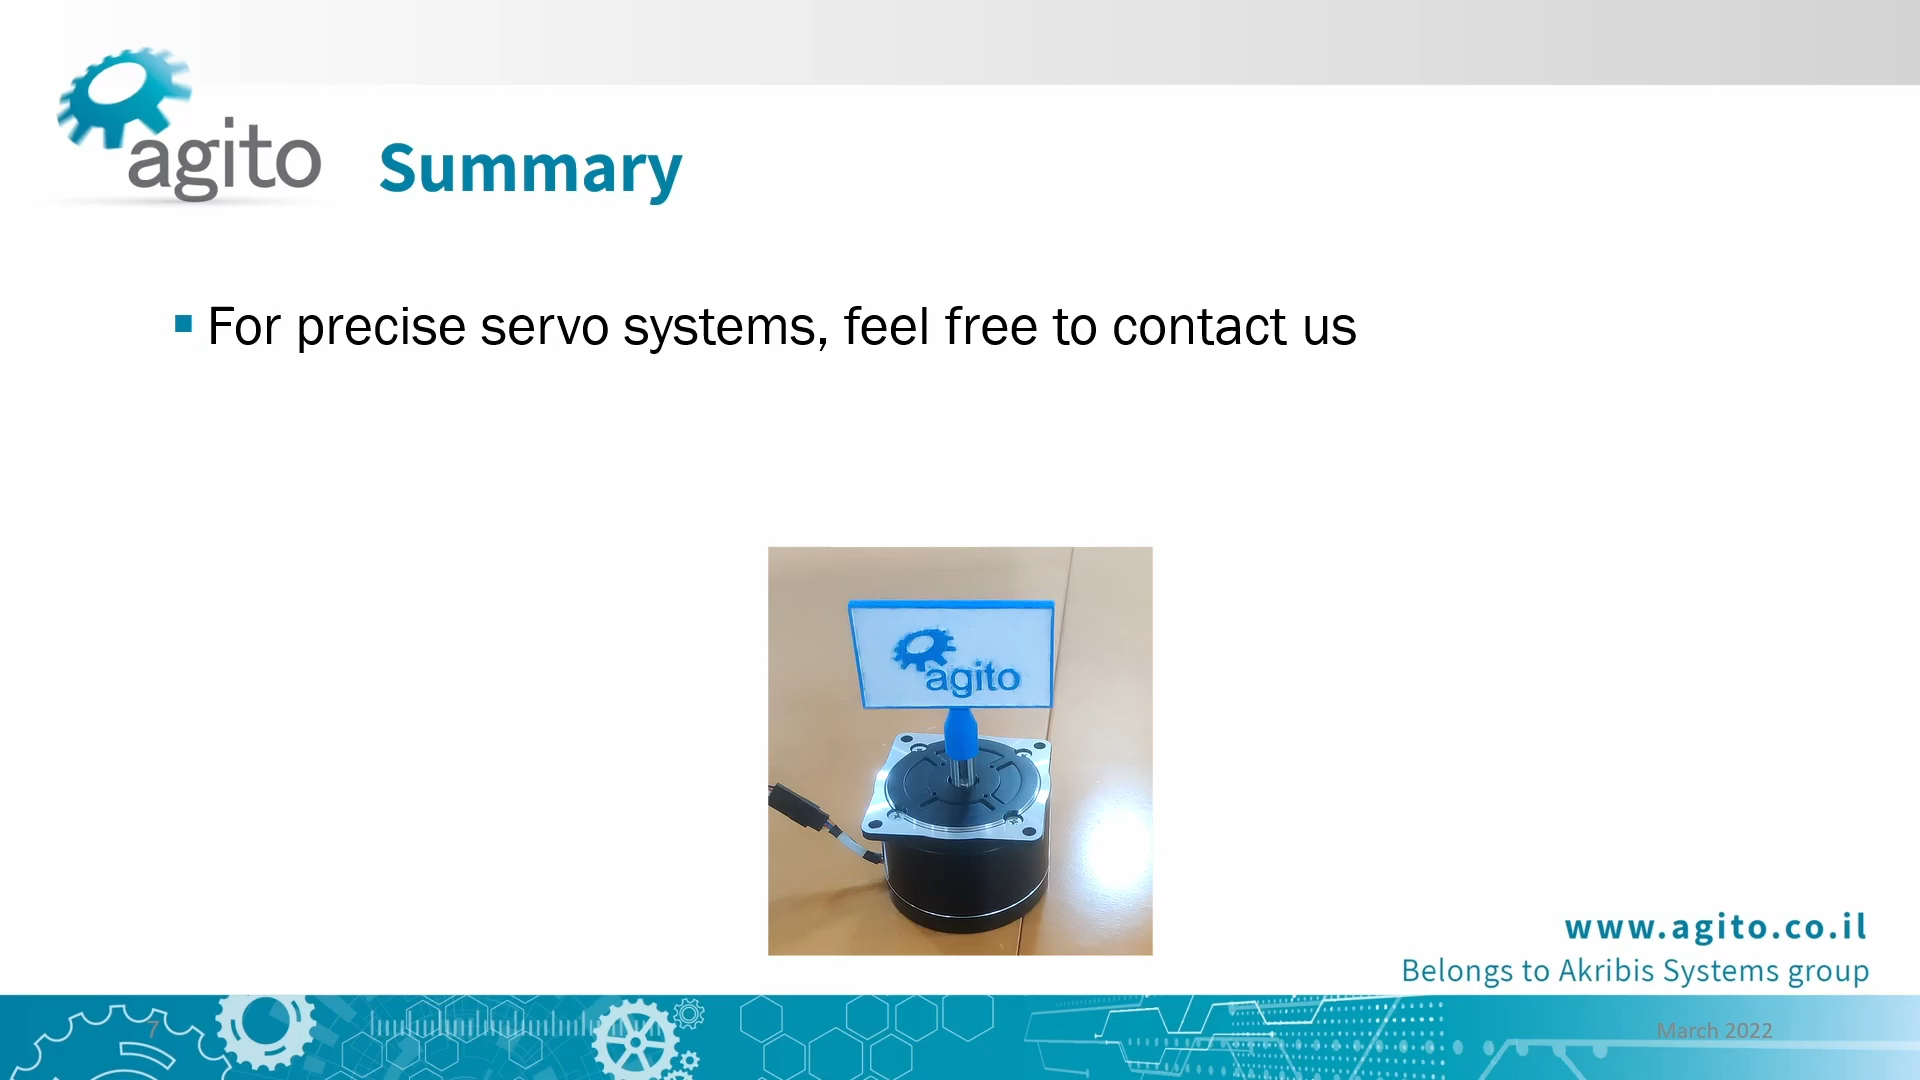 agito
Summary
For precise servo systems, feel free to contact us
agito
www.agito.co.il
Belongs to Akribis Systems group
7
March 2022